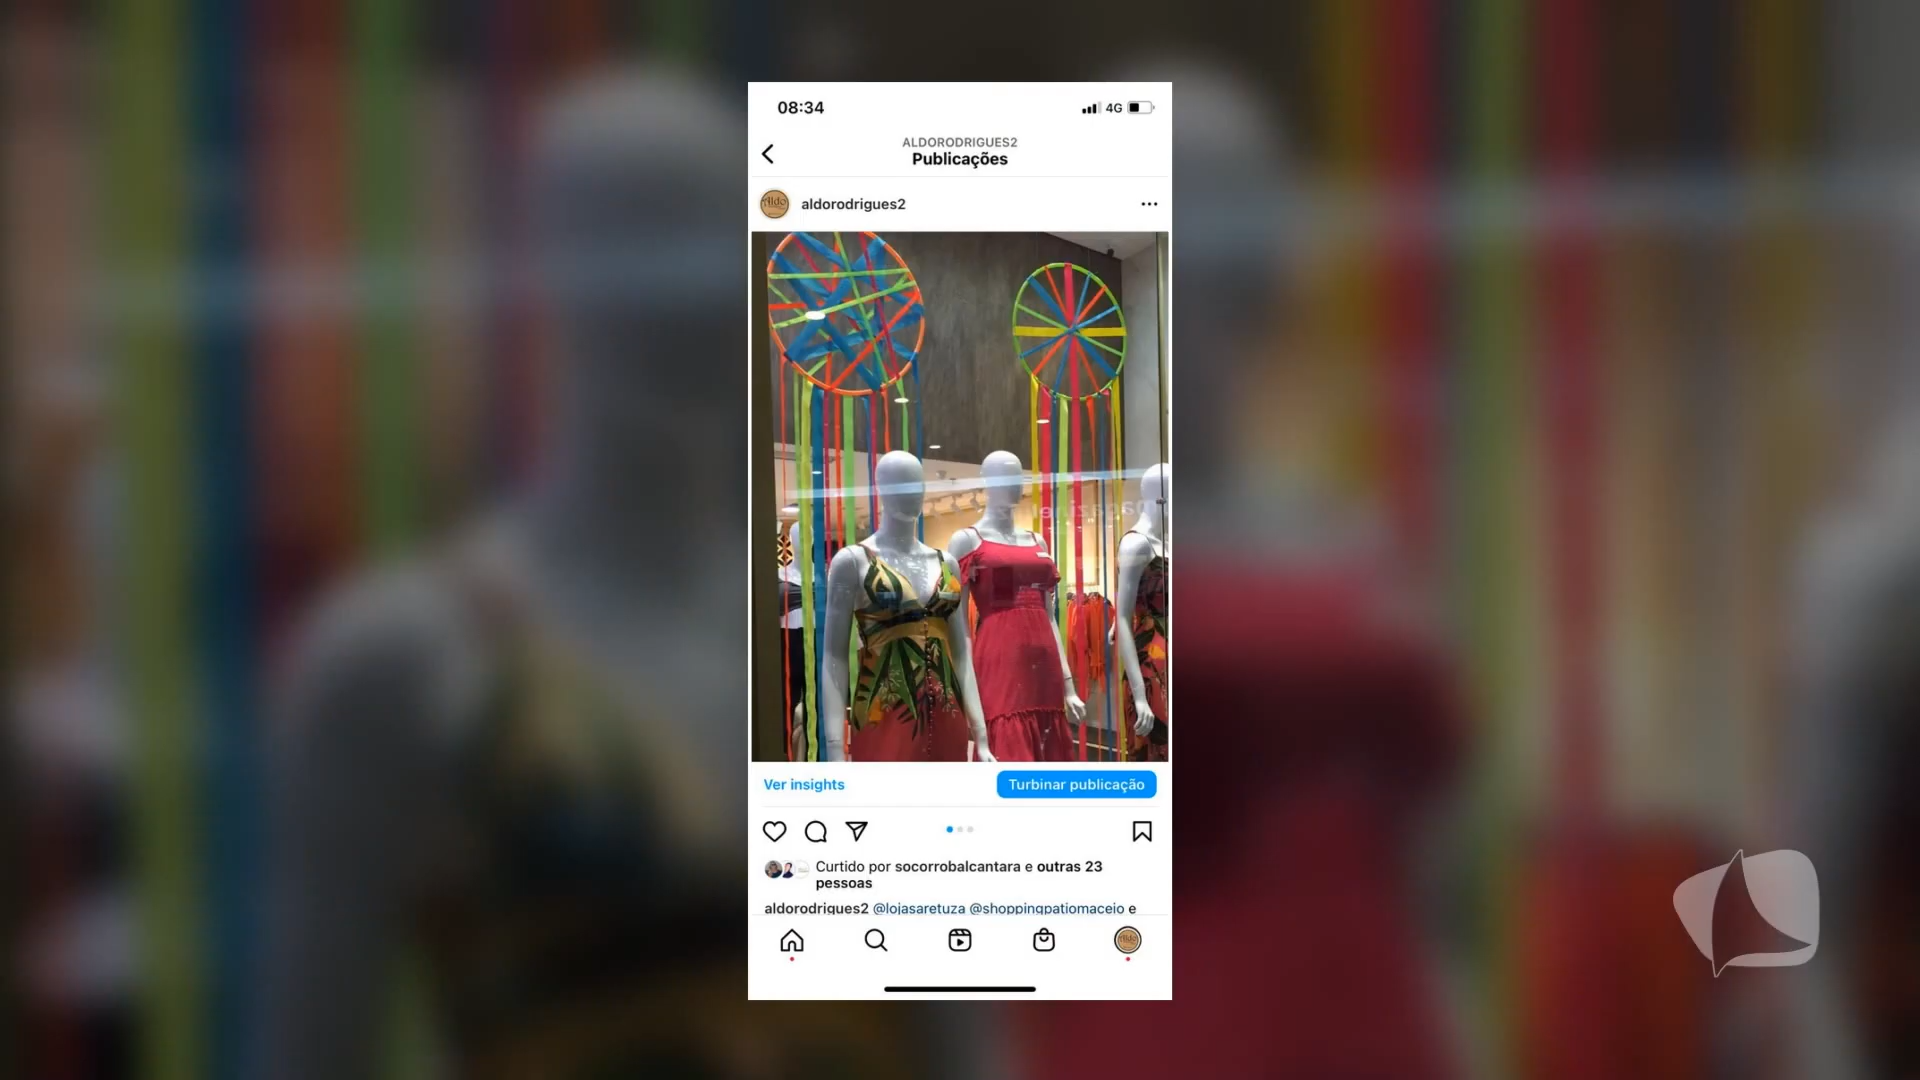 08:34
4G
ALDORODRIGUES2
Publicações
Aldo
aldorodrigues2
Ver insights
Turbinar publicação
Curtido por socorrobalcantara e outras 23
pessoas
aldorodrigues2 @lojasaretuza @shoppingpatiomaceio e